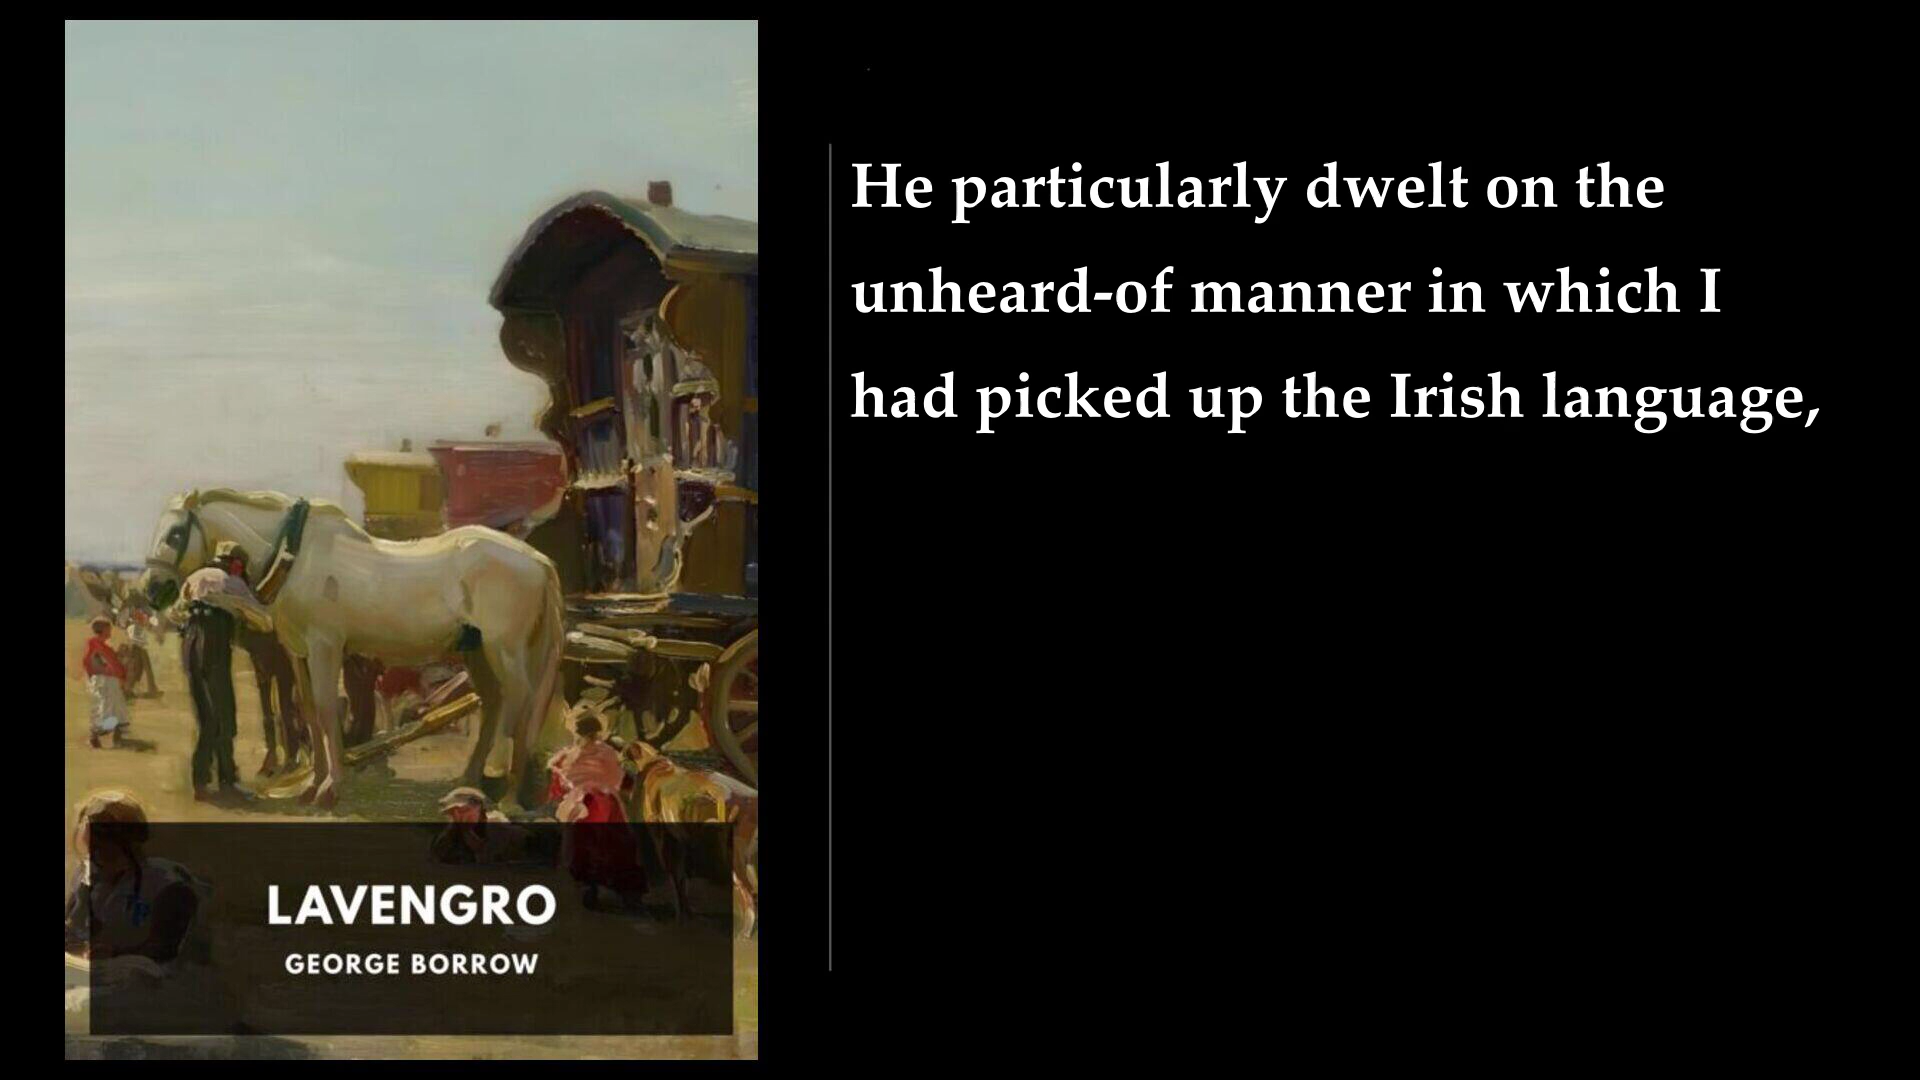 He particularly dwelt on the
unheard-of manner in which I
had picked up the Irish language,
LAVENGRO
GEORGE BORROW